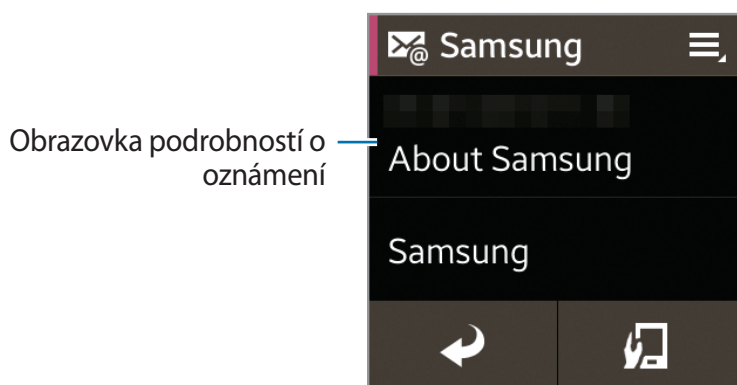 Samsung
Obrazovka podrobností o
oznámení
About Samsung
Samsung